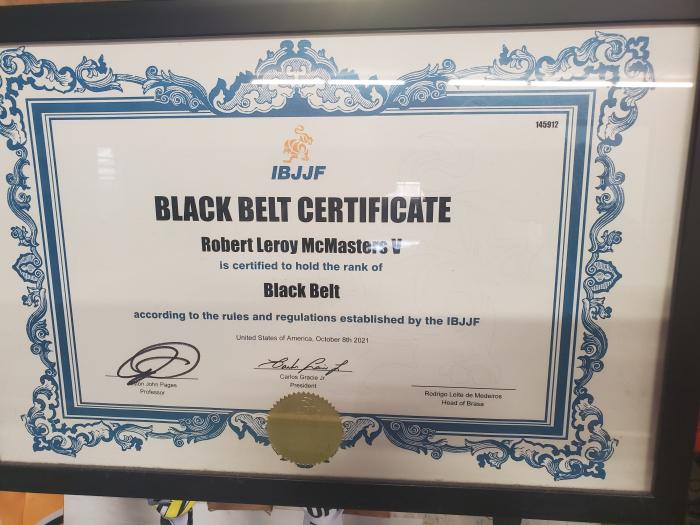 145912
IBJJF
BLACK BELT CERTIFICATE
Robert Leroy McMasters V
is certified to hold the rank of
Black Belt
according to the rules and regulations established by the IBJJF
United States of America, October 8th 2021
John Pages
Professor
Carlos Gracie Jr.
President
Rodrigo Leite de Medeiros
Head of Brasa